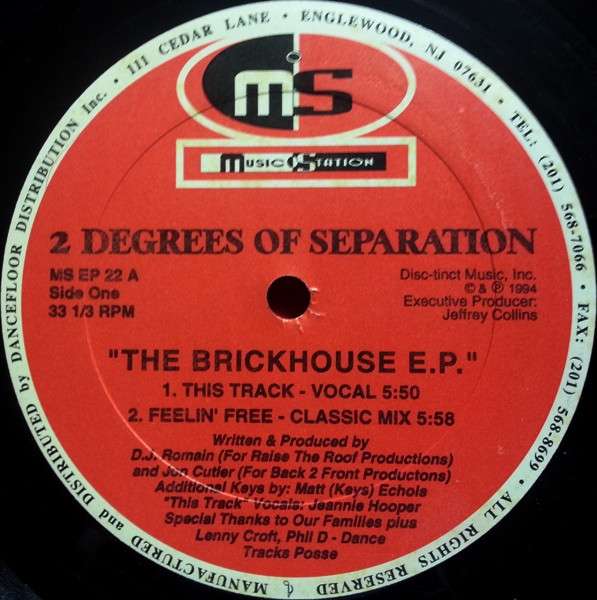 MANUFACTURED and DISTRIBUTED by DANCEFLOOR DISTRIBUTION Inc. • 111 CEDAR LANE • ENGLEWOOD, NJ 07631 • TEL: (201) 568-7066 • FAX: (201) 568-8699 • ALL RIGHTS RESERVED &
MS
MUSIC STATION
2 DEGREES OF SEPARATION
MS EP 22 A
Side One
33 1/3 RPM
Disc-tinct Music, Inc.
© & ℗ 1994
Executive Producer:
Jeffrey Collins
"THE BRICKHOUSE E.P."
1. THIS TRACK - VOCAL 5:50
2. FEELIN' FREE - CLASSIC MIX 5:58
Written & Produced by
D.J. Romain (For Raise The Roof Productions)
and Jon Cutler (For Back 2 Front Productons)
Additional Keys by: Matt (Keys) Echols
"This Track" Vocals: Jeannie Hooper
Special Thanks to Our Families plus
Lenny Croft, Phil D - Dance
Tracks Posse